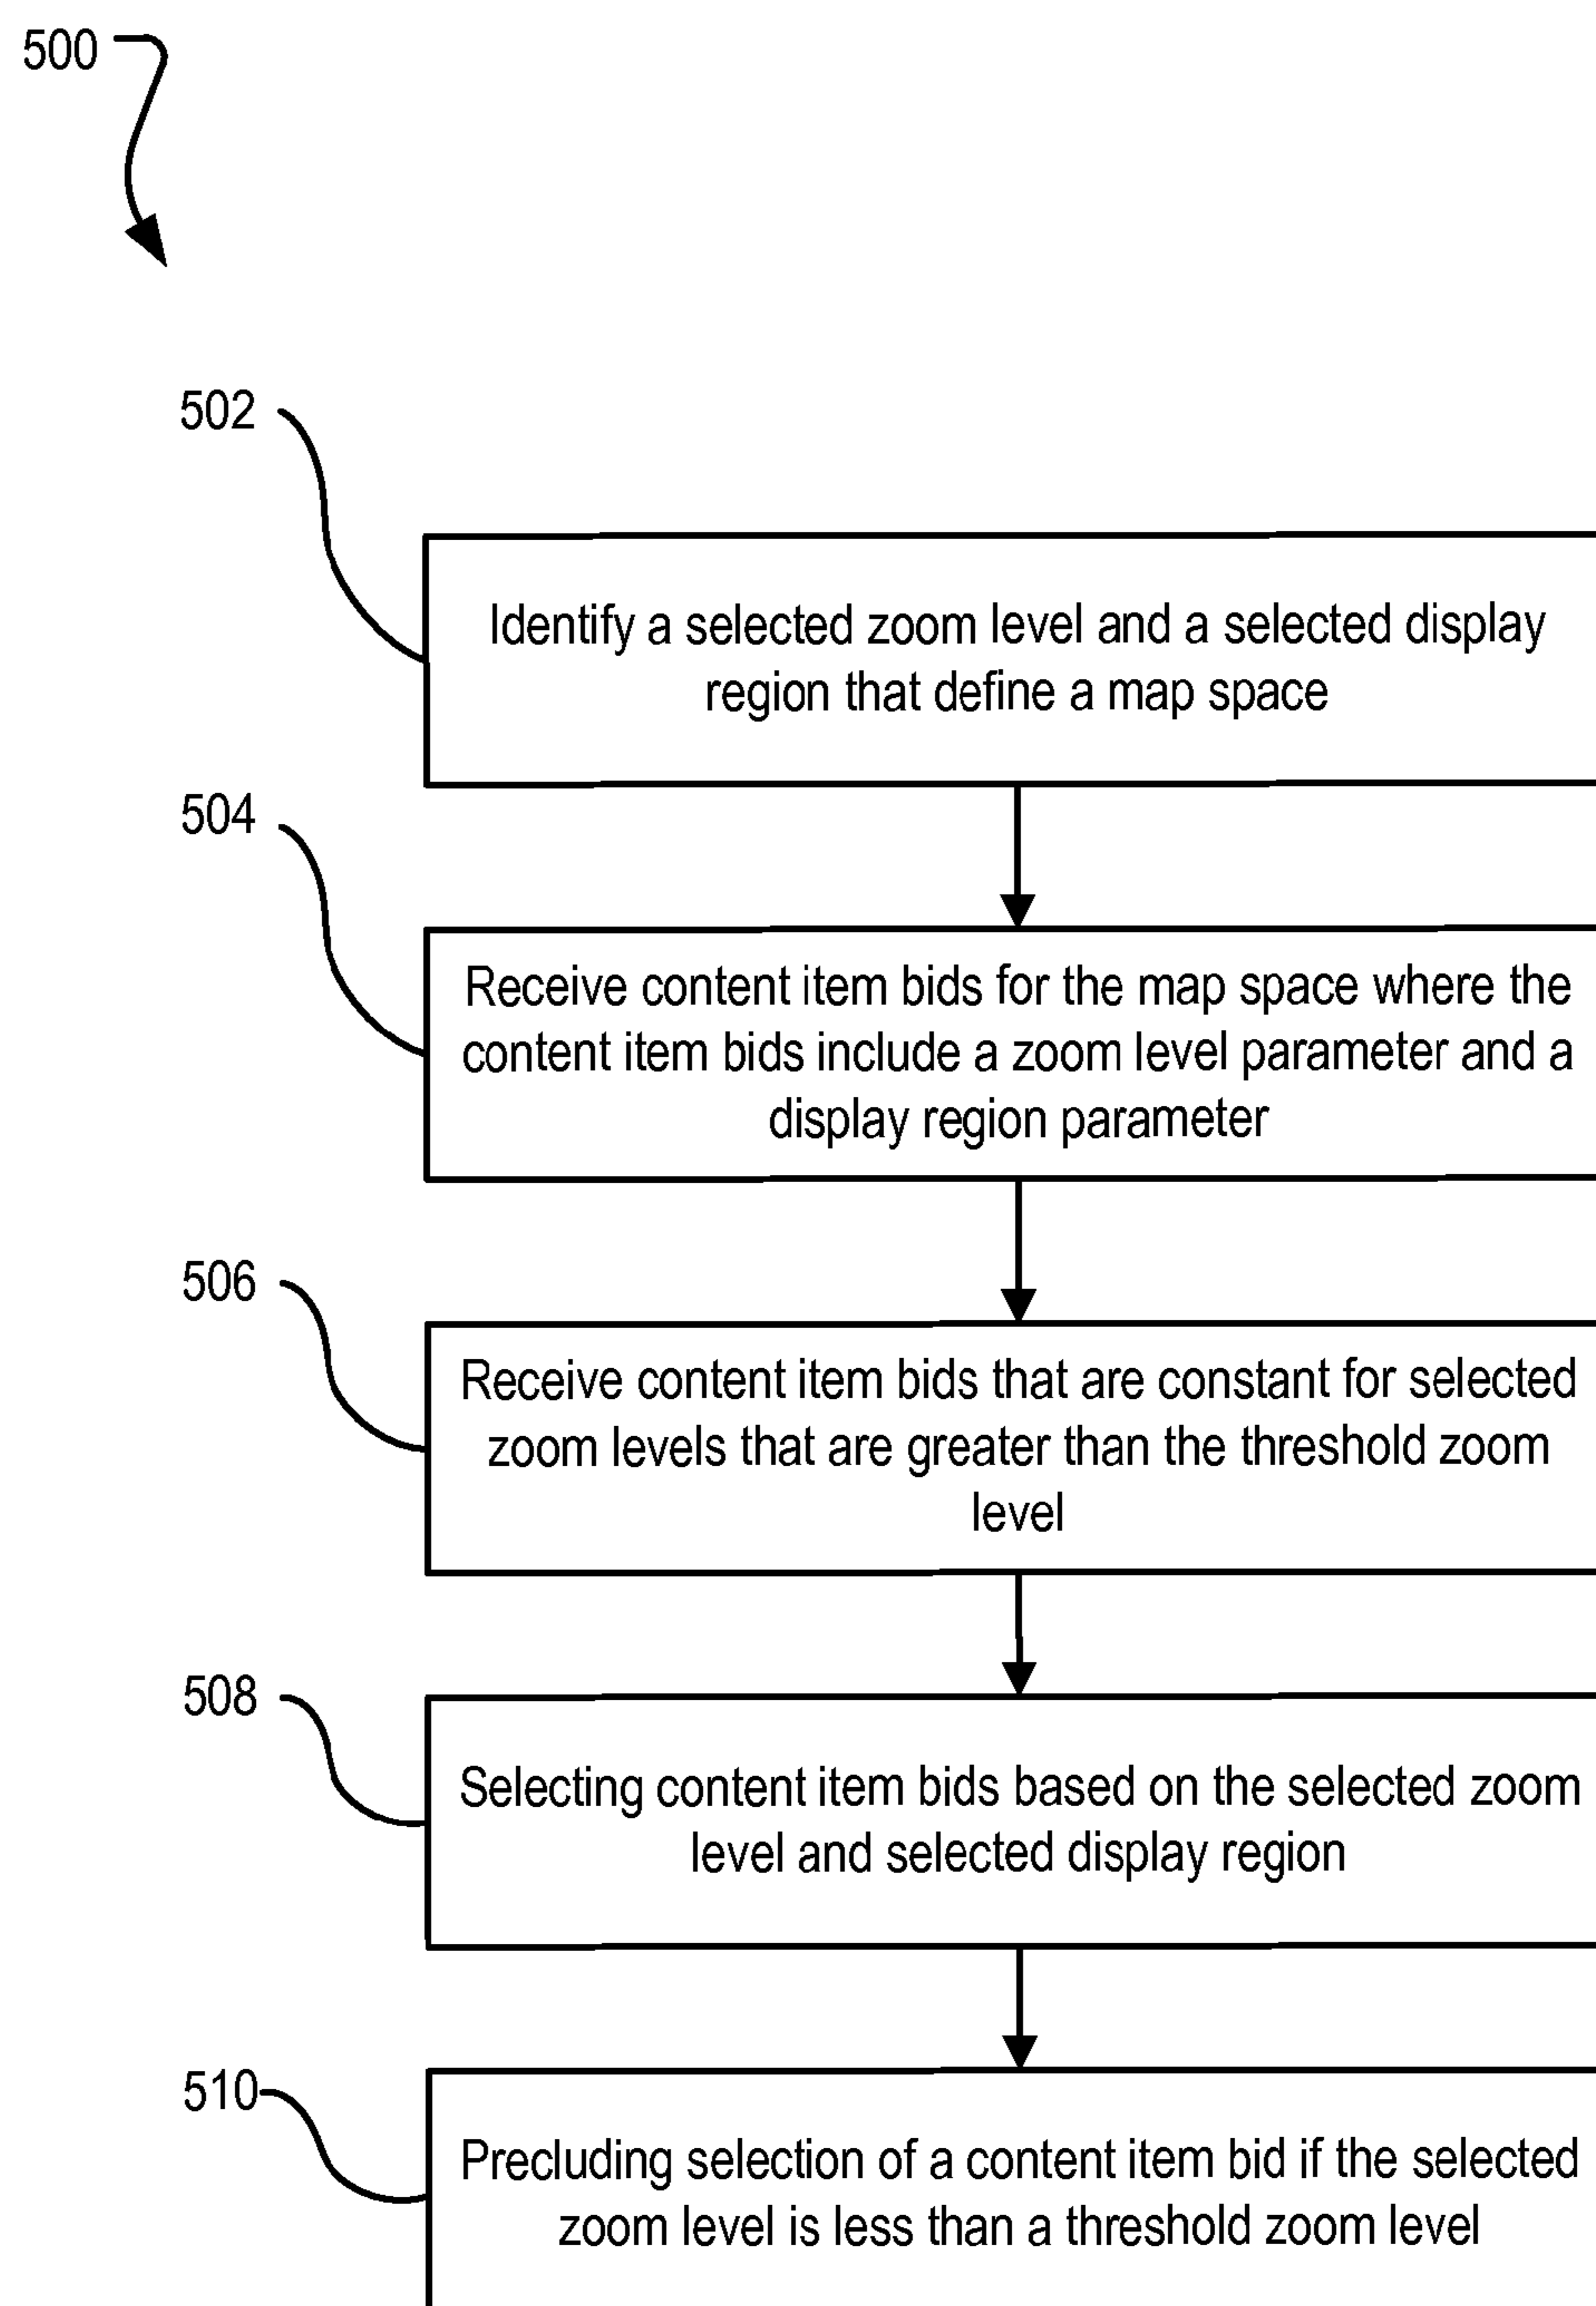 500
502
Identify a selected zoom level and a selected display
region that define a map space
504
Receive content item bids for the map space where the
content item bids include a zoom level parameter and a
display region parameter
506
Receive content item bids that are constant for selected
zoom levels that are greater than the threshold zoom
level
508
Selecting content item bids based on the selected zoom
level and selected display region
510
Precluding selection of a content item bid if the selected
zoom level is less than a threshold zoom level